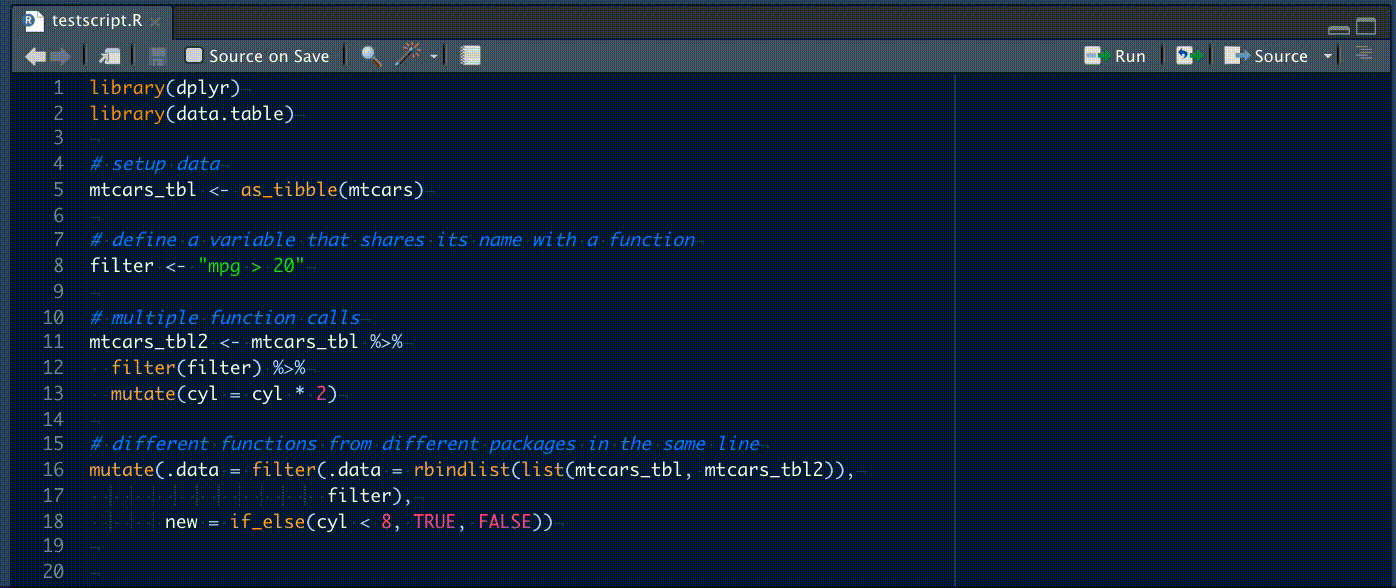 testscript.R
Source on Save Run Source
1 library(dplyr)
2 library(data.table)
3
4 # setup data
5 mtcars_tbl <- as_tibble(mtcars)
6
7 # define a variable that shares its name with a function
8 filter <- "mpg > 20"
9
10 # multiple function calls
11 mtcars_tbl2 <- mtcars_tbl %>%
12   filter(filter) %>%
13   mutate(cyl = cyl * 2)
14
15 # different functions from different packages in the same line
16 mutate(.data = filter(.data = rbindlist(list(mtcars_tbl, mtcars_tbl2)),
17                       filter),
18        new = if_else(cyl < 8, TRUE, FALSE))
19
20